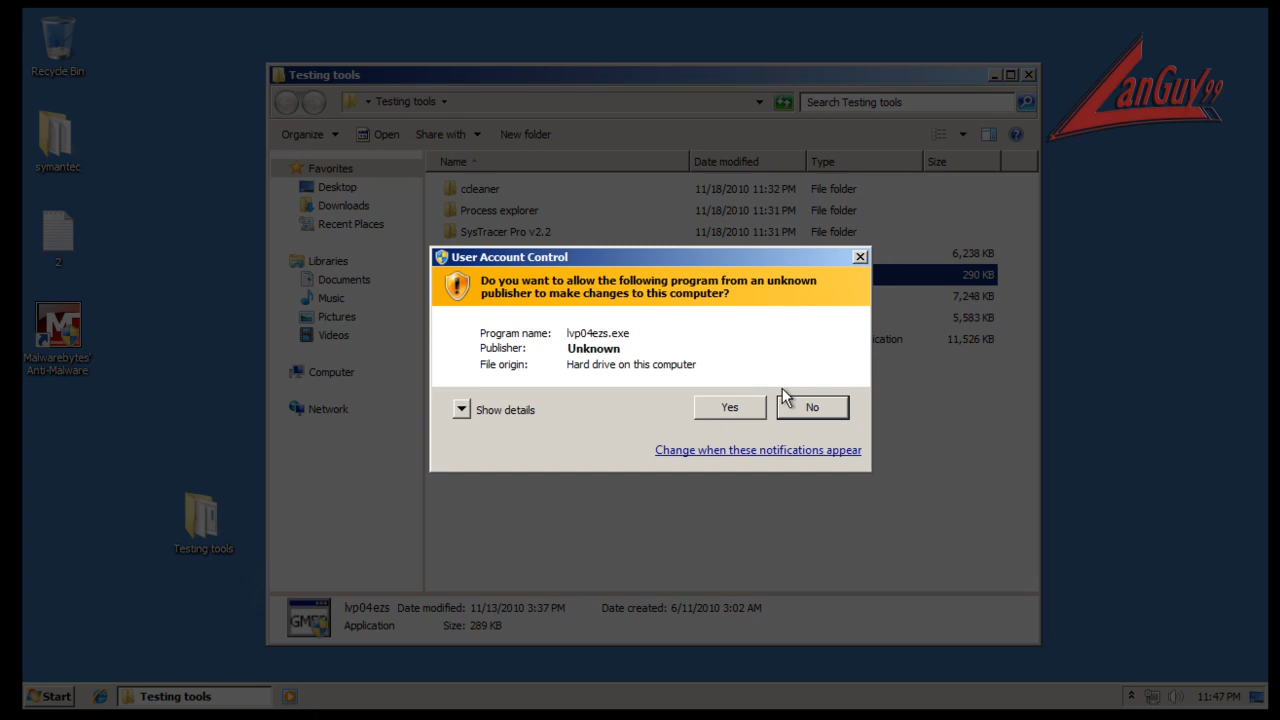 Recycle Bin
symantec
2
Malwarebytes'
Anti-Malware
Testing tools
LanGuy99
Testing tools
Testing tools
Search Testing tools
Organize Open Share with New folder
Name Date modified Type Size
Favorites
Desktop
Downloads
Recent Places
Libraries
Documents
Music
Pictures
Videos
Computer
Network
ccleaner 11/18/2010 11:32 PM File folder
Process explorer 11/18/2010 11:31 PM File folder
SysTracer Pro v2.2 11/18/2010 11:31 PM File folder
6,238 KB
290 KB
7,248 KB
5,583 KB
ication 11,526 KB
User Account Control
Do you want to allow the following program from an unknown
publisher to make changes to this computer?
Program name: lvp04ezs.exe
Publisher: Unknown
File origin: Hard drive on this computer
Show details
Yes No
Change when these notifications appear
GMER
lvp04ezs Date modified: 11/13/2010 3:37 PM Date created: 6/11/2010 3:02 AM
Application Size: 289 KB
Start Testing tools 11:47 PM